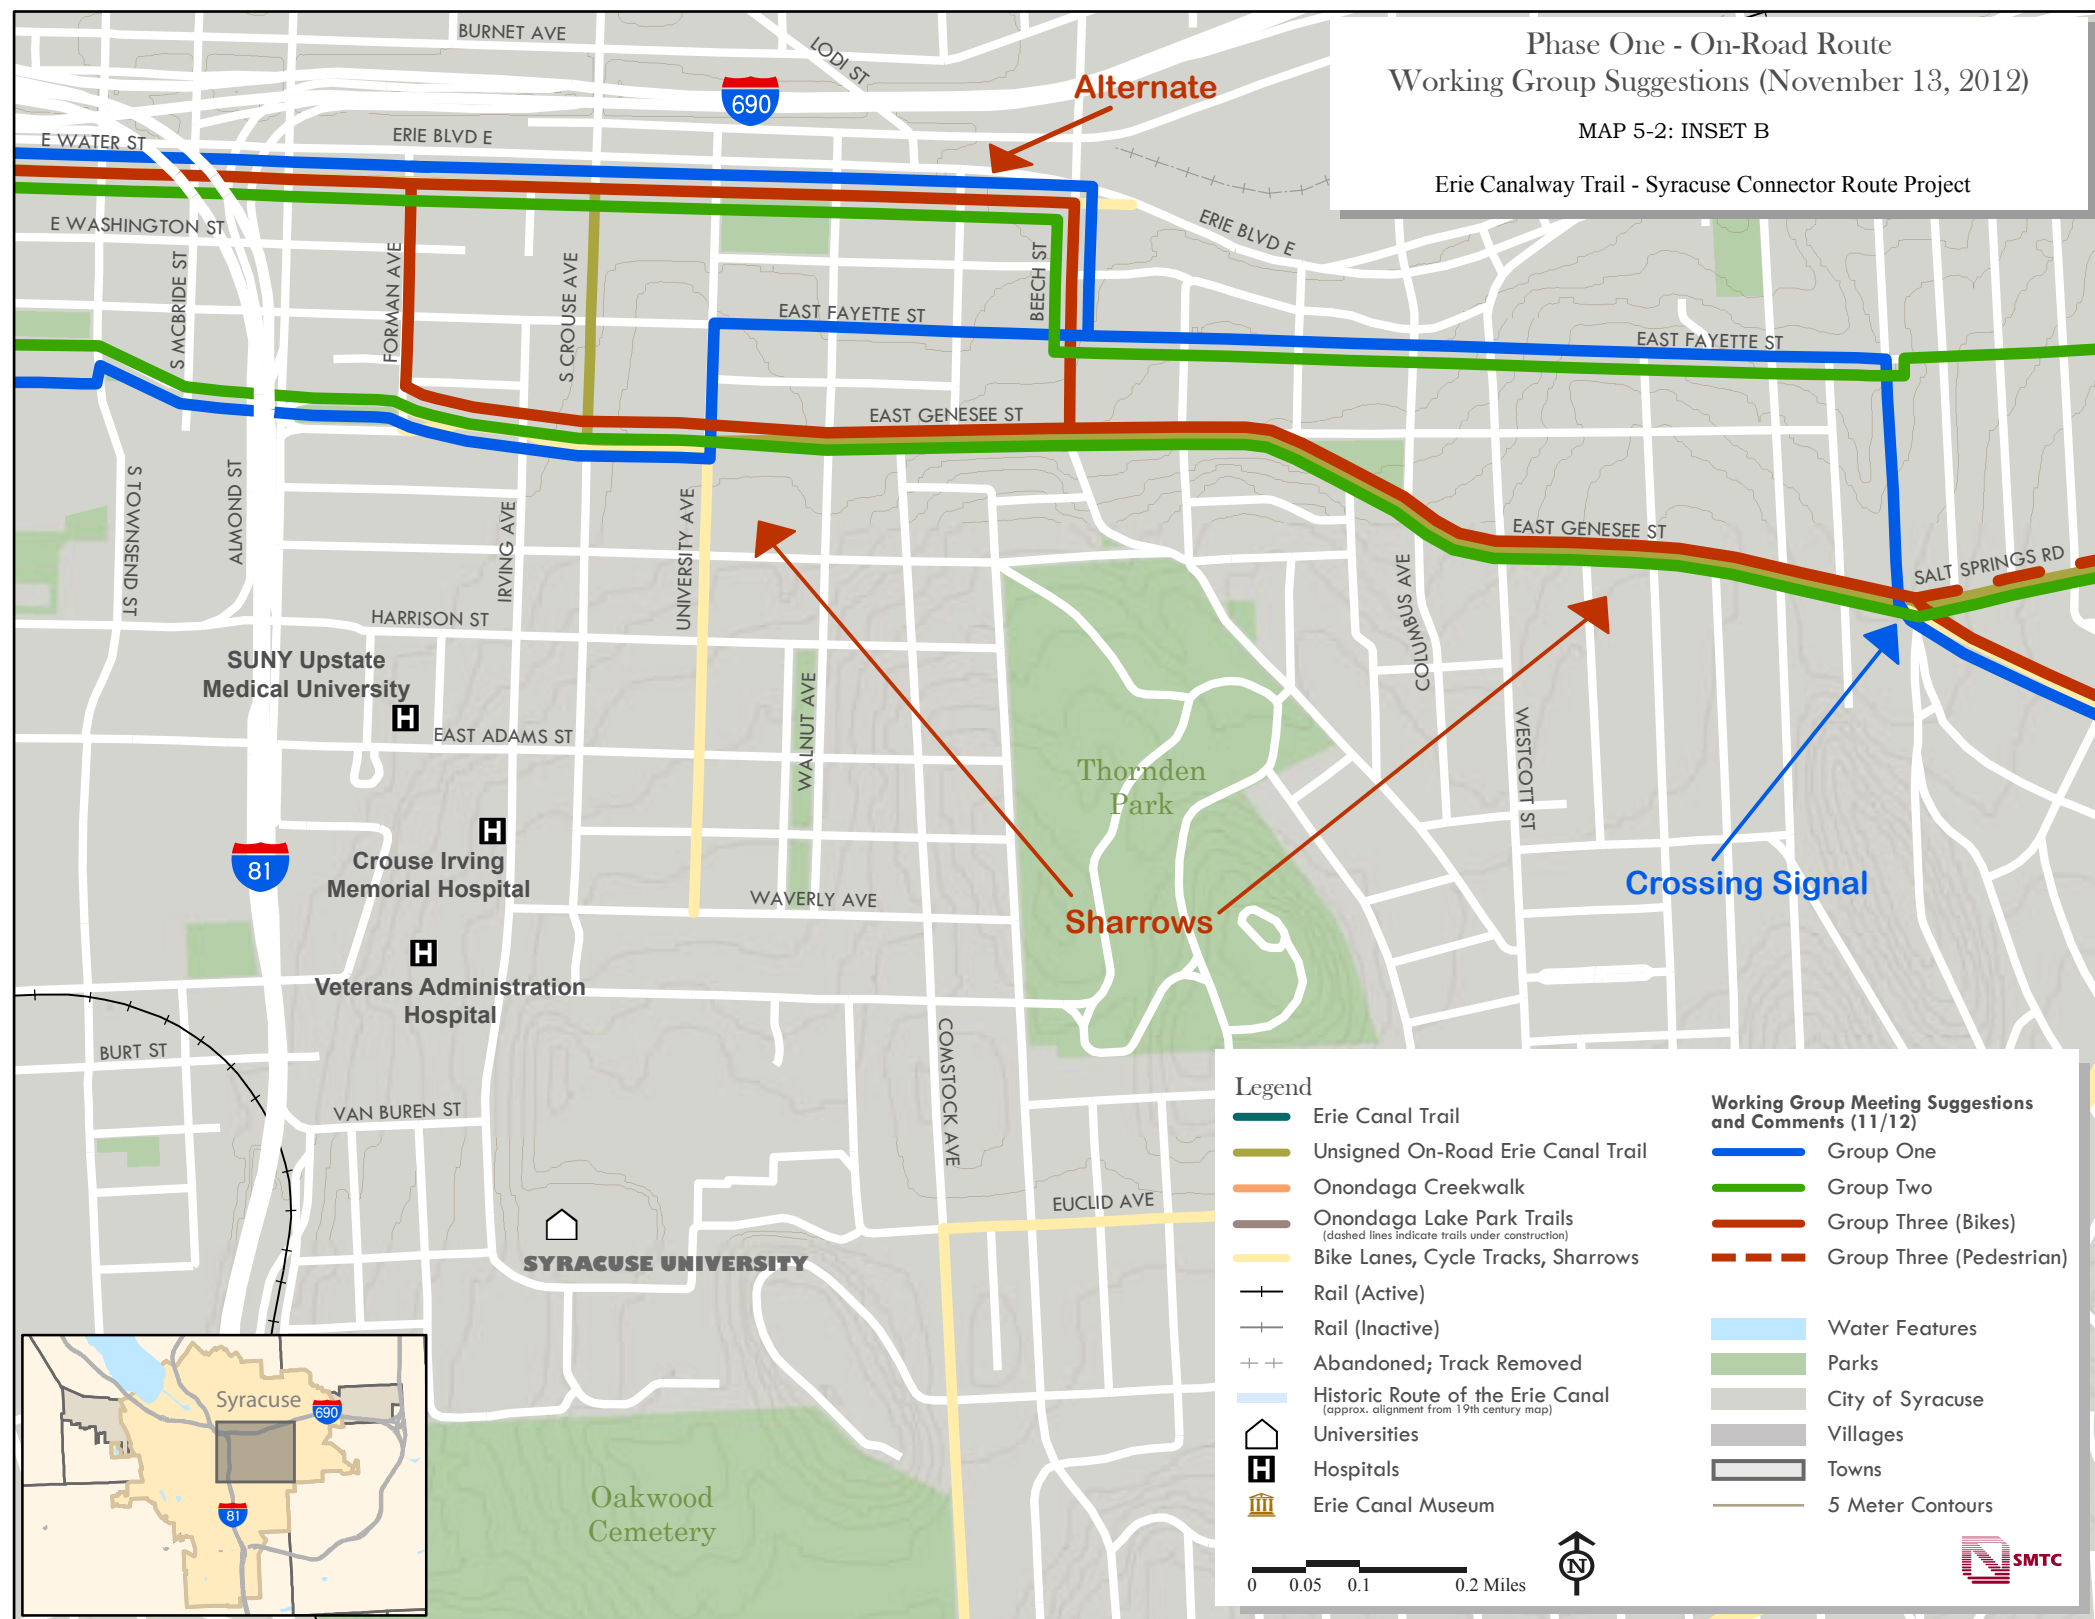 Phase One - On-Road Route
Working Group Suggestions (November 13, 2012)
MAP 5-2: INSET B
Erie Canalway Trail - Syracuse Connector Route Project
BURNET AVE
LODI ST
690
Alternate
E WATER ST
ERIE BLVD E
E WASHINGTON ST
ERIE BLVD E
S MCBRIDE ST
FORMAN AVE
S CROUSE AVE
BEECH ST
EAST FAYETTE ST
EAST FAYETTE ST
EAST GENESEE ST
S TOWNSEND ST
ALMOND ST
IRVING AVE
UNIVERSITY AVE
EAST GENESEE ST
SALT SPRINGS RD
COLUMBUS AVE
HARRISON ST
SUNY Upstate
Medical University
H
WALNUT AVE
WESTCOTT ST
EAST ADAMS ST
Thornden
Park
H
81
Crouse Irving
Memorial Hospital
Crossing Signal
WAVERLY AVE
Sharrows
H
Veterans Administration
Hospital
BURT ST
COMSTOCK AVE
VAN BUREN ST
EUCLID AVE
SYRACUSE UNIVERSITY
Oakwood
Cemetery
Syracuse
690
81
Legend
Erie Canal Trail
Unsigned On-Road Erie Canal Trail
Onondaga Creekwalk
Onondaga Lake Park Trails
(dashed lines indicate trails under construction)
Bike Lanes, Cycle Tracks, Sharrows
Rail (Active)
Rail (Inactive)
Abandoned; Track Removed
Historic Route of the Erie Canal
(approx. alignment from 19th century map)
Universities
H Hospitals
Erie Canal Museum
Working Group Meeting Suggestions
and Comments (11/12)
Group One
Group Two
Group Three (Bikes)
Group Three (Pedestrian)
Water Features
Parks
City of Syracuse
Villages
Towns
5 Meter Contours
0 0.05 0.1 0.2 Miles
N
SMTC